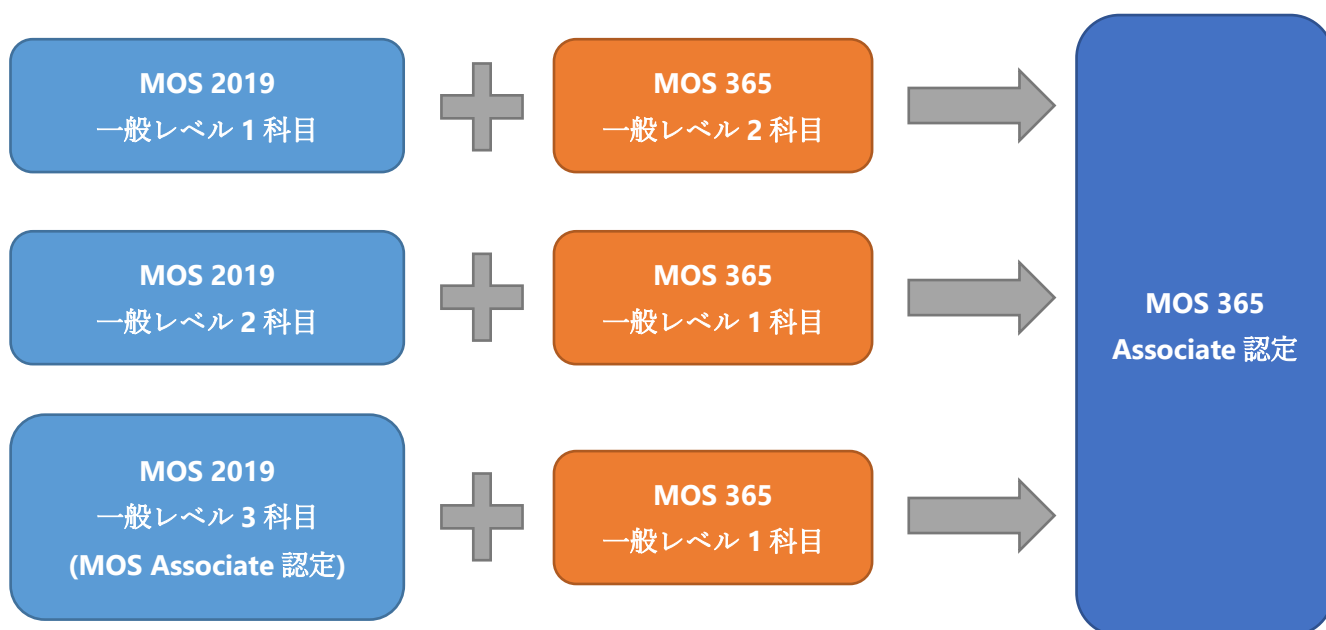 MOS 2019
一般レベル 1 科目
MOS 365
一般レベル 2 科目
MOS 2019
一般レベル 2 科目
MOS 365
一般レベル 1 科目
MOS 2019
一般レベル 3 科目
(MOS Associate 認定)
MOS 365
一般レベル 1 科目
MOS 365
Associate 認定